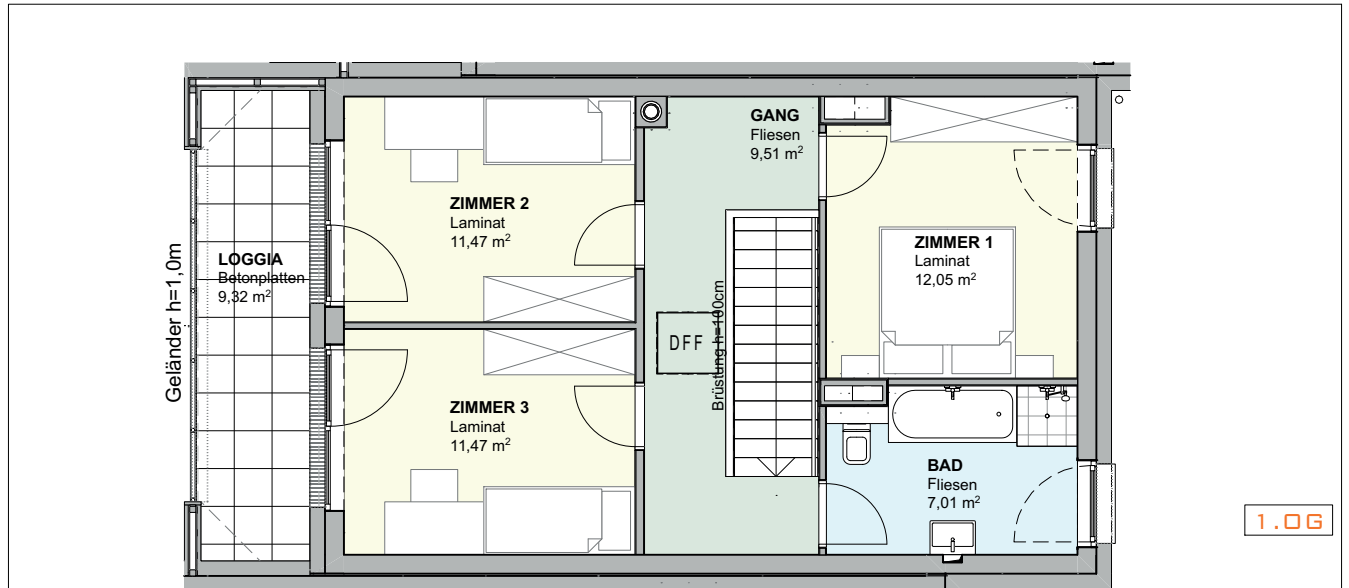 GANG
Fliesen
9,51 m²
ZIMMER 2
Laminat
11,47 m²
ZIMMER 1
Laminat
12,05 m²
LOGGIA
Betonplatten
9,32 m²
Geländer h=1,0m
DFF
Brüstung h=100cm
ZIMMER 3
Laminat
11,47 m²
BAD
Fliesen
7,01 m²
1.OG